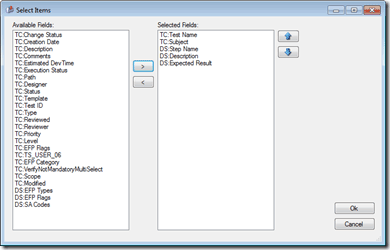 Select Items
Available Fields:
TC:Change Status
TC:Creation Date
TC:Description
TC:Comments
TC:Estimated DevTime
TC:Execution Status
TC:Path
TC:Designer
TC:Status
TC:Template
TC:Test ID
TC:Type
TC:Reviewed
TC:Reviewer
TC:Priority
TC:Level
TC:EFP Flags
TC:TS_USER_06
TC:EFP Category
TC:VerifyNotMandatoryMultiSelect
TC:Scope
TC:Modified
DS:EFP Types
DS:EFP Flags
DS:SA Codes
>
<
Selected Fields:
TC:Test Name
TC:Subject
DS:Step Name
DS:Description
DS:Expected Result
Ok
Cancel